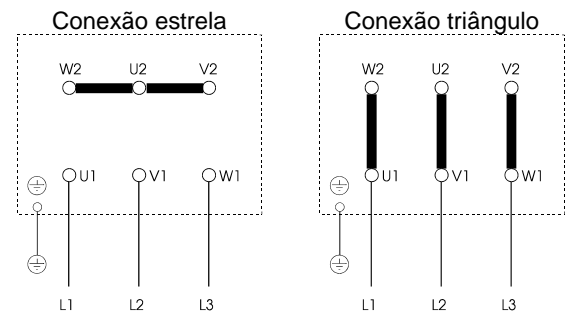 Conexão estrela
W2 U2 V2
U1 V1 W1
L1 L2 L3
Conexão triângulo
W2 U2 V2
U1 V1 W1
L1 L2 L3